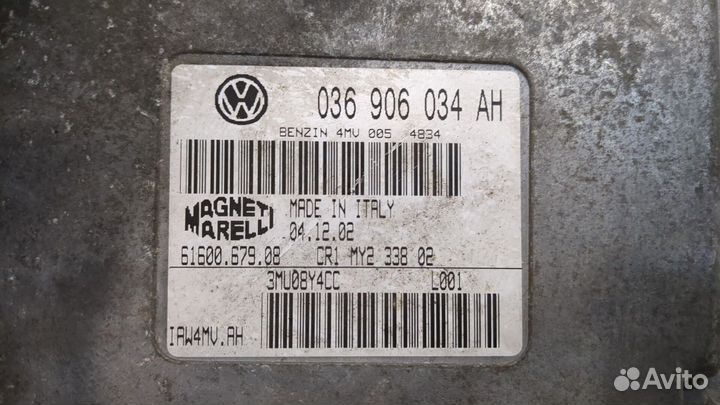 036 906 034 AH
BENZIN 4MV 005 4834
MAGNETI
MARELLI
MADE IN ITALY
04.12.02
61600.679.08 CR1 MY2 338 02
3MU08Y4CC L001
IAW4MV.AH
Avito